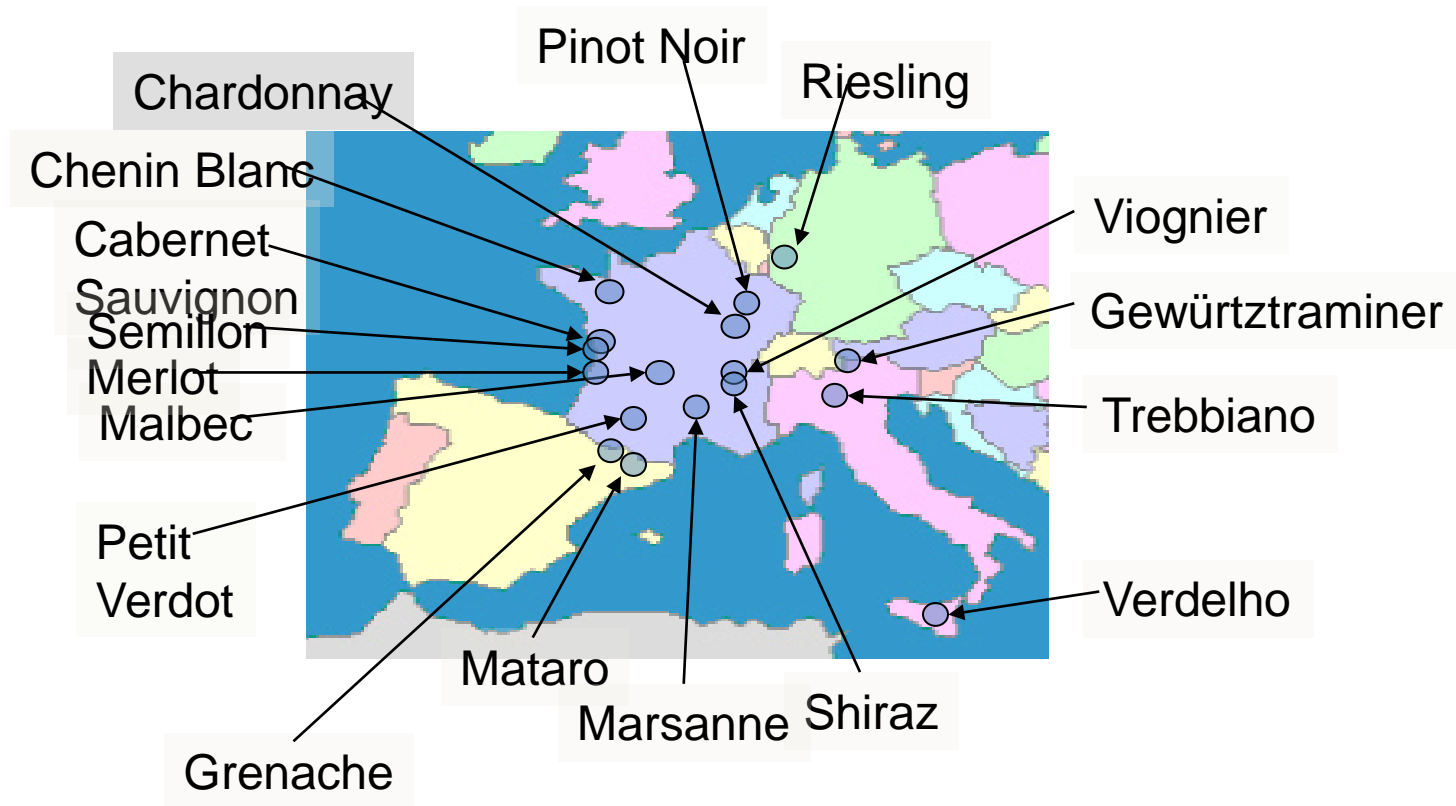 Pinot Noir
Riesling
Chardonnay
Chenin Blanc
Cabernet
Sauvignon
Semillon
Merlot
Malbec
Petit
Verdot
Grenache
Mataro
Marsanne
Shiraz
Viognier
Gewürtztraminer
Trebbiano
Verdelho